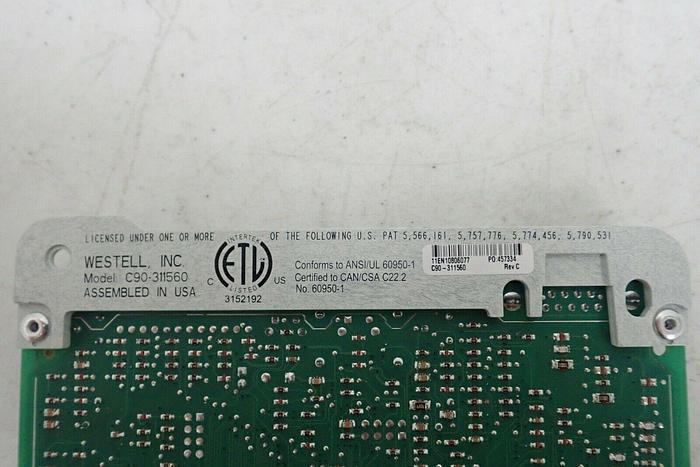 LICENSED UNDER ONE OR MORE OF THE FOLLOWING U.S. PAT 5,566,161, 5,757,776, 5,774,456, 5,790,531
WESTELL, INC.
Model C90-311560
ASSEMBLED IN USA
INTERTEK
C ETL US
LISTED
3152192
Conforms to ANSI/UL 60950-1
Certified to CAN/CSA C22.2
No. 60950-1
11EN10806077 PO 457334
C90-311560 Rev C